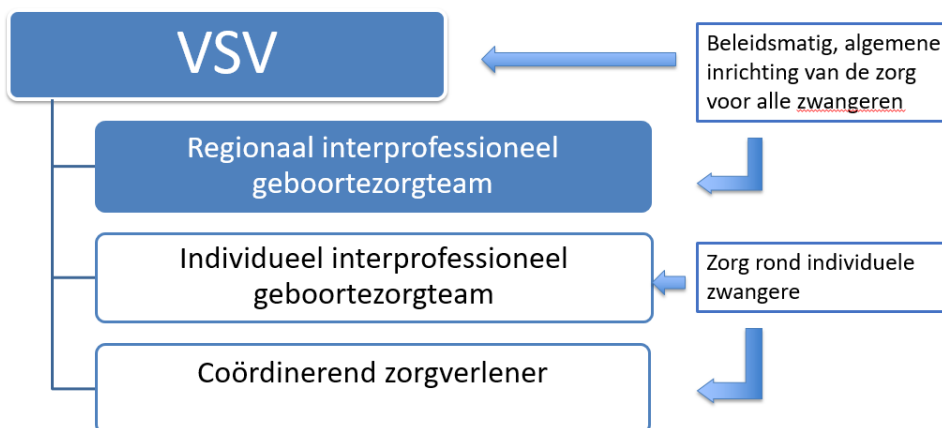 VSV
Beleidsmatig, algemene
inrichting van de zorg
voor alle zwangeren
Regionaal interprofessioneel
geboortezorgteam
Individueel interprofessioneel
geboortezorgteam
Zorg rond individuele
zwangere
Coördinerend zorgverlener